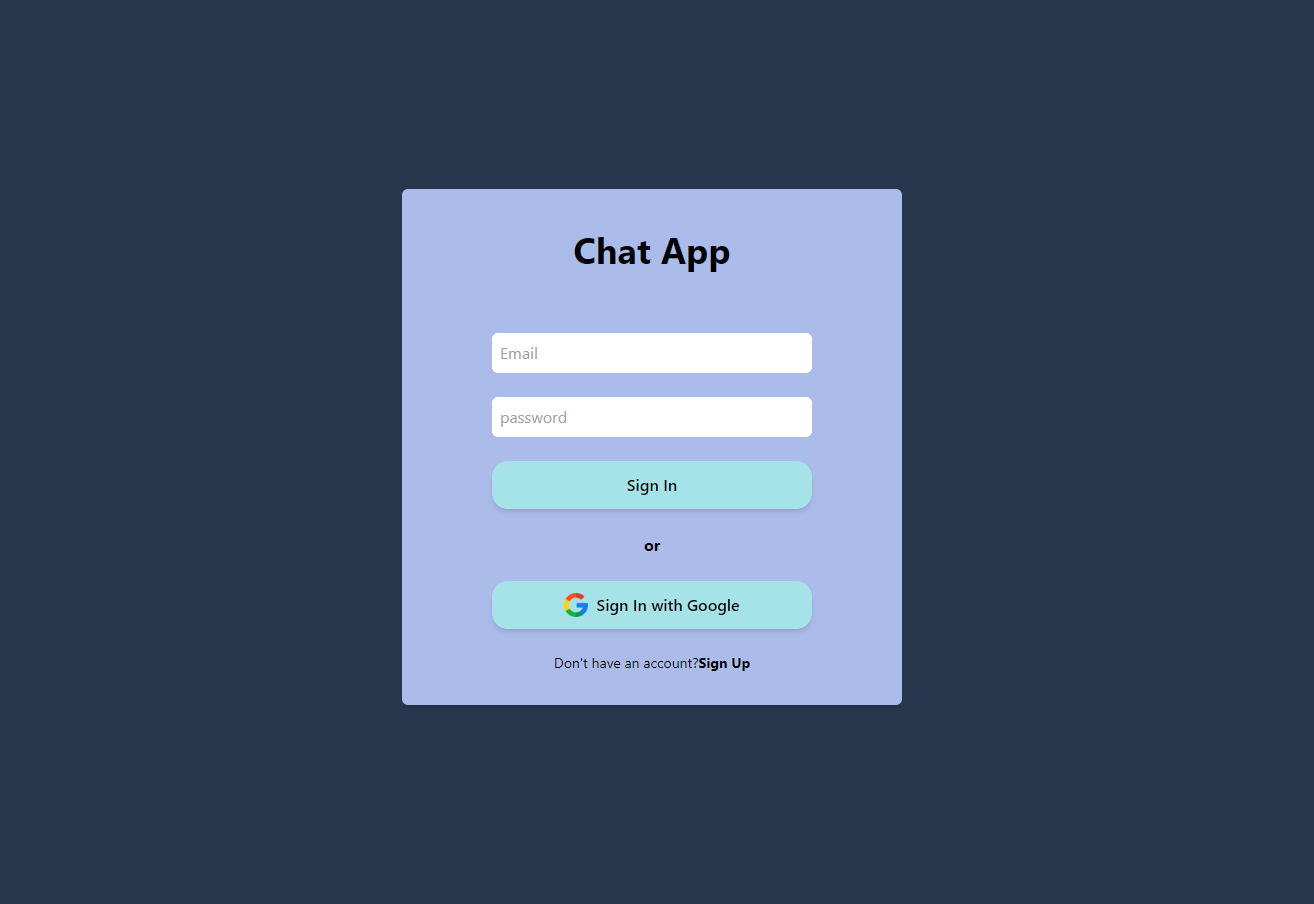 Chat App
Email
password
Sign In
or
Sign In with Google
Don't have an account?Sign Up